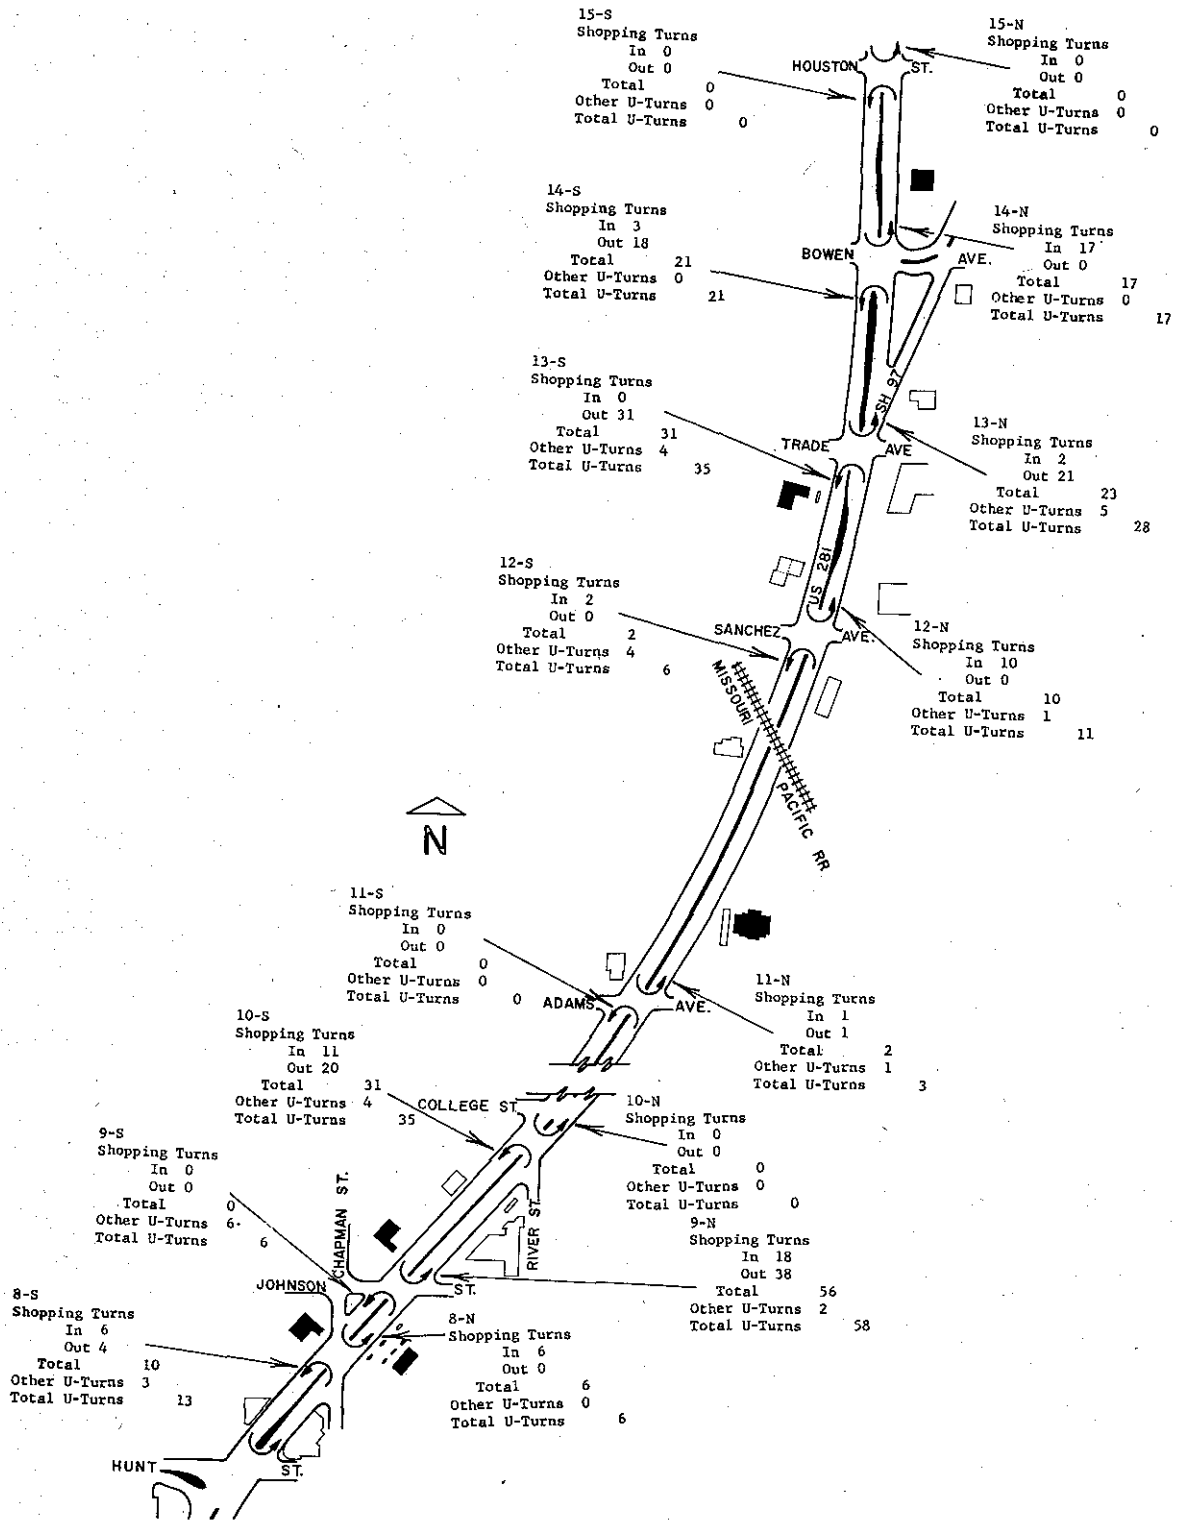 15-S
Shopping Turns
In 0
Out 0
Total 0
Other U-Turns 0
Total U-Turns 0
15-N
Shopping Turns
In 0
Out 0
Total 0
Other U-Turns 0
Total U-Turns 0
HOUSTON ST.
14-S
Shopping Turns
In 3
Out 18
Total 21
Other U-Turns 0
Total U-Turns 21
14-N
Shopping Turns
In 17
Out 0
Total 17
Other U-Turns 0
Total U-Turns 17
BOWEN AVE.
SH 97
13-S
Shopping Turns
In 0
Out 31
Total 31
Other U-Turns 4
Total U-Turns 35
TRADE AVE
13-N
Shopping Turns
In 2
Out 21
Total 23
Other U-Turns 5
Total U-Turns 28
US 281
12-S
Shopping Turns
In 2
Out 0
Total 2
Other U-Turns 4
Total U-Turns 6
SANCHEZ AVE.
12-N
Shopping Turns
In 10
Out 0
Total 10
Other U-Turns 1
Total U-Turns 11
MISSOURI PACIFIC RR
N
11-S
Shopping Turns
In 0
Out 0
Total 0
Other U-Turns 0
Total U-Turns 0
ADAMS AVE.
11-N
Shopping Turns
In 1
Out 1
Total 2
Other U-Turns 1
Total U-Turns 3
10-S
Shopping Turns
In 11
Out 20
Total 31
Other U-Turns 4
Total U-Turns 35
COLLEGE ST.
10-N
Shopping Turns
In 0
Out 0
Total 0
Other U-Turns 0
Total U-Turns 0
9-S
Shopping Turns
In 0
Out 0
Total 0
Other U-Turns 6
Total U-Turns 6
CHAPMAN ST.
RIVER ST.
9-N
Shopping Turns
In 18
Out 38
Total 56
Other U-Turns 2
Total U-Turns 58
JOHNSON ST.
8-S
Shopping Turns
In 6
Out 4
Total 10
Other U-Turns 3
Total U-Turns 13
8-N
Shopping Turns
In 6
Out 0
Total 6
Other U-Turns 0
Total U-Turns 6
HUNT ST.